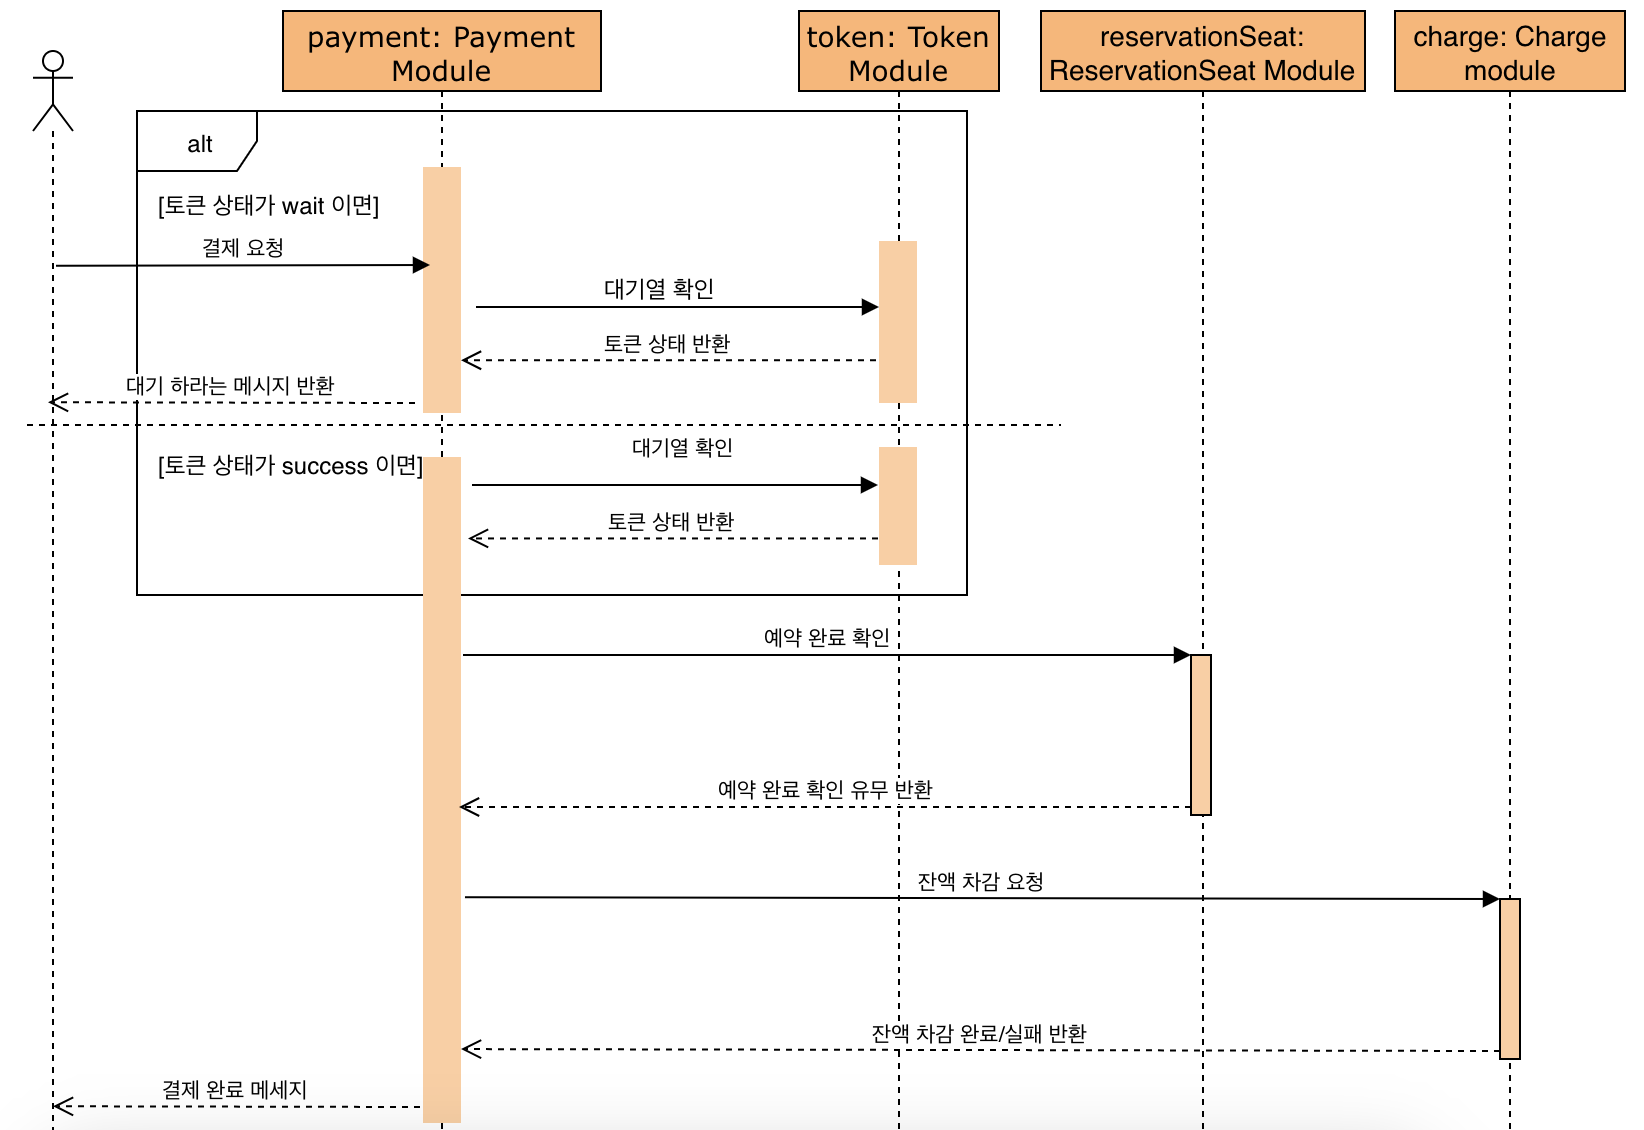 payment: Payment
Module
token: Token
Module
reservationSeat:
ReservationSeat Module
charge: Charge
module
alt
[토큰 상태가 wait 이면]
결제 요청
대기열 확인
토큰 상태 반환
대기 하라는 메시지 반환
대기열 확인
[토큰 상태가 success 이면]
토큰 상태 반환
예약 완료 확인
예약 완료 확인 유무 반환
잔액 차감 요청
잔액 차감 완료/실패 반환
결제 완료 메세지